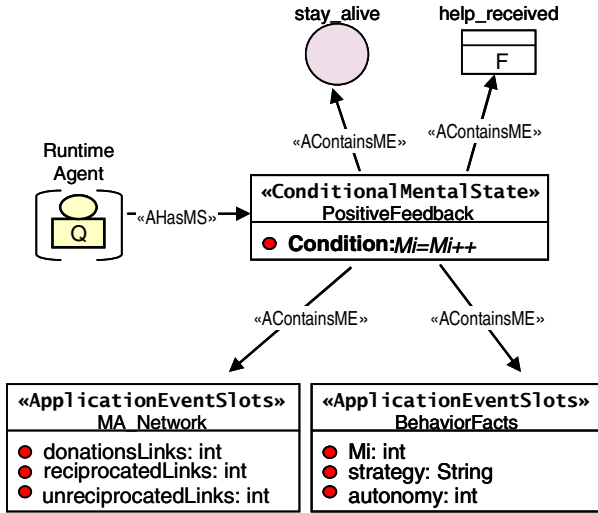 stay_alive
help_received
F
«AContainsME»
«AContainsME»
Runtime
Agent
Q
«AHasMS»
«ConditionalMentalState»
PositiveFeedback
Condition:Mi=Mi++
«AContainsME»
«AContainsME»
«ApplicationEventSlots»
MA_Network
donationsLinks: int
reciprocatedLinks: int
unreciprocatedLinks: int
«ApplicationEventSlots»
BehaviorFacts
Mi: int
strategy: String
autonomy: int